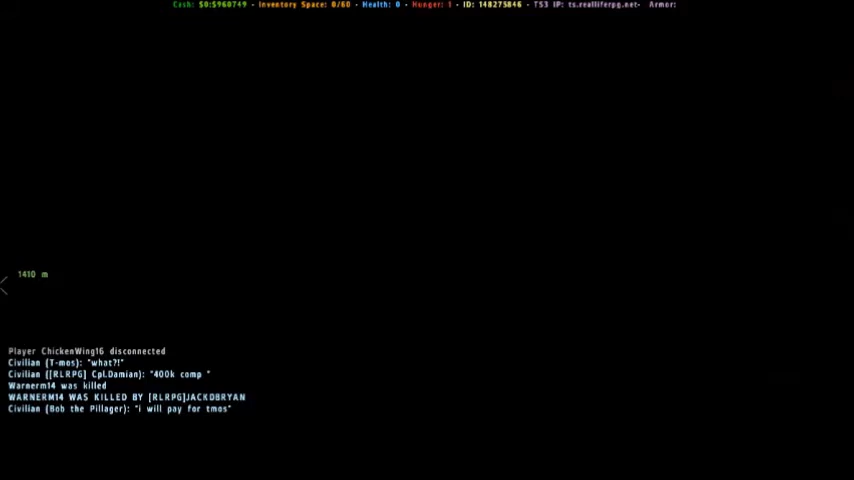 Cash: $0:$960749 - Inventory Space: 0/60 - Health: 0 - Hunger: 1 - ID: 148273846 - TS3 IP: ts.realliferpg.net- Armor:
1410 m
Player ChickenWing16 disconnected
Civilian (T-mos): "what?!"
Civilian ([RLRPG] Cpl.Damian): "400k comp "
Warnerm14 was killed
WARNERM14 WAS KILLED BY [RLRPG]JACKDBRYAN
Civilian (Bob the Pillager): "i will pay for tmos"